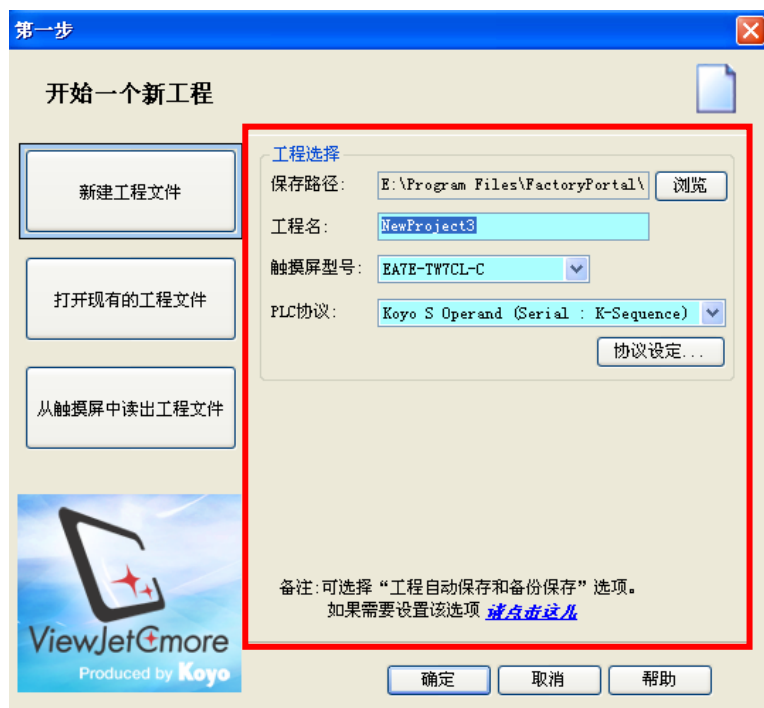 第一步
开始一个新工程
新建工程文件
打开现有的工程文件
从触摸屏中读出工程文件
工程选择
保存路径: E:\Program Files\FactoryPortal\ 浏览
工程名: NewProject3
触摸屏型号: EA7E-TW7CL-C
PLC协议: Koyo S Operand (Serial : K-Sequence)
协议设定...
备注:可选择“工程自动保存和备份保存”选项。
如果需要设置该选项 请点击这儿
ViewJetCmore
Produced by Koyo
确定 取消 帮助